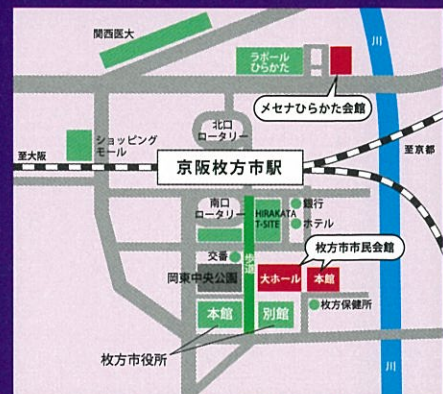 関西医大
川
ラポール
ひらかた
メセナひらかた会館
北口
ロータリー
ショッピング
モール
至大阪
京阪枚方市駅
至京都
南口
ロータリー
HIRAKATA
T-SITE
銀行
ホテル
交番
歩道
枚方市市民会館
岡東中央公園
大ホール
本館
本館
別館
枚方保健所
枚方市役所
川